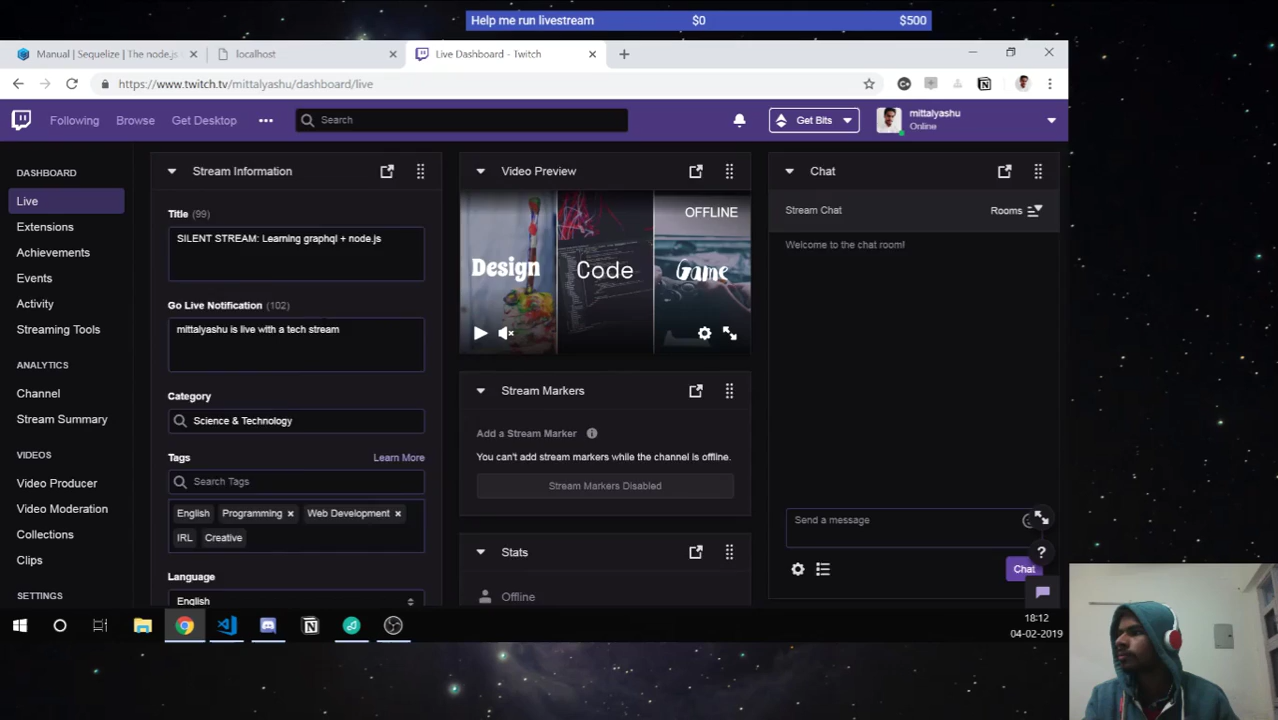 Help me run livestream $0 $500
Manual | Sequelize | The node.js
localhost
Live Dashboard - Twitch
https://www.twitch.tv/mittalyashu/dashboard/live
Following
Browse
Get Desktop
Search
Get Bits
mittalyashu
Online
DASHBOARD
Live
Extensions
Achievements
Events
Activity
Streaming Tools
ANALYTICS
Channel
Stream Summary
VIDEOS
Video Producer
Video Moderation
Collections
Clips
SETTINGS
Stream Information
Title (99)
SILENT STREAM: Learning graphql + node.js
Go Live Notification (102)
mittalyashu is live with a tech stream
Category
Science & Technology
Tags
Learn More
Search Tags
English Programming Web Development
IRL Creative
Language
English
Video Preview
OFFLINE
Design Code Game
Stream Markers
Add a Stream Marker
You can't add stream markers while the channel is offline.
Stream Markers Disabled
Stats
Offline
Chat
Stream Chat
Rooms
Welcome to the chat room!
Send a message
?
Chat
18:12
04-02-2019